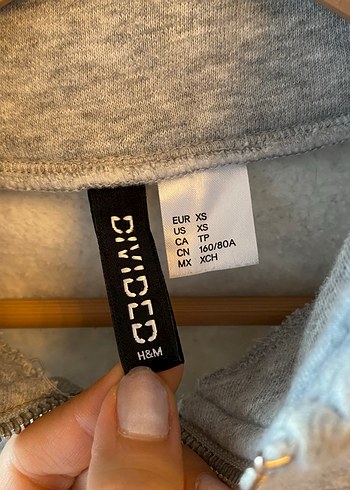 DIVIDED
H&M
EUR XS
US XS
CA TP
CN 160/80A
MX XCH